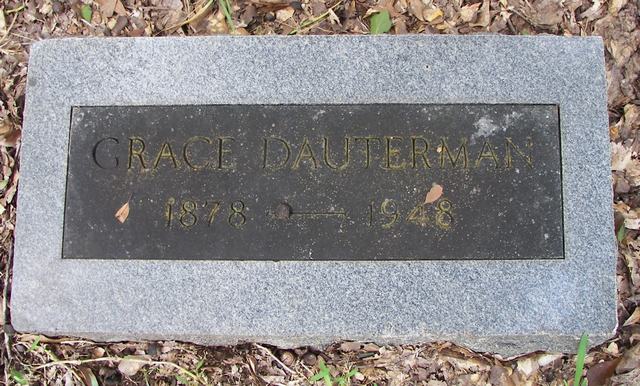 GRACE DAUTERMAN
1878 — 1948